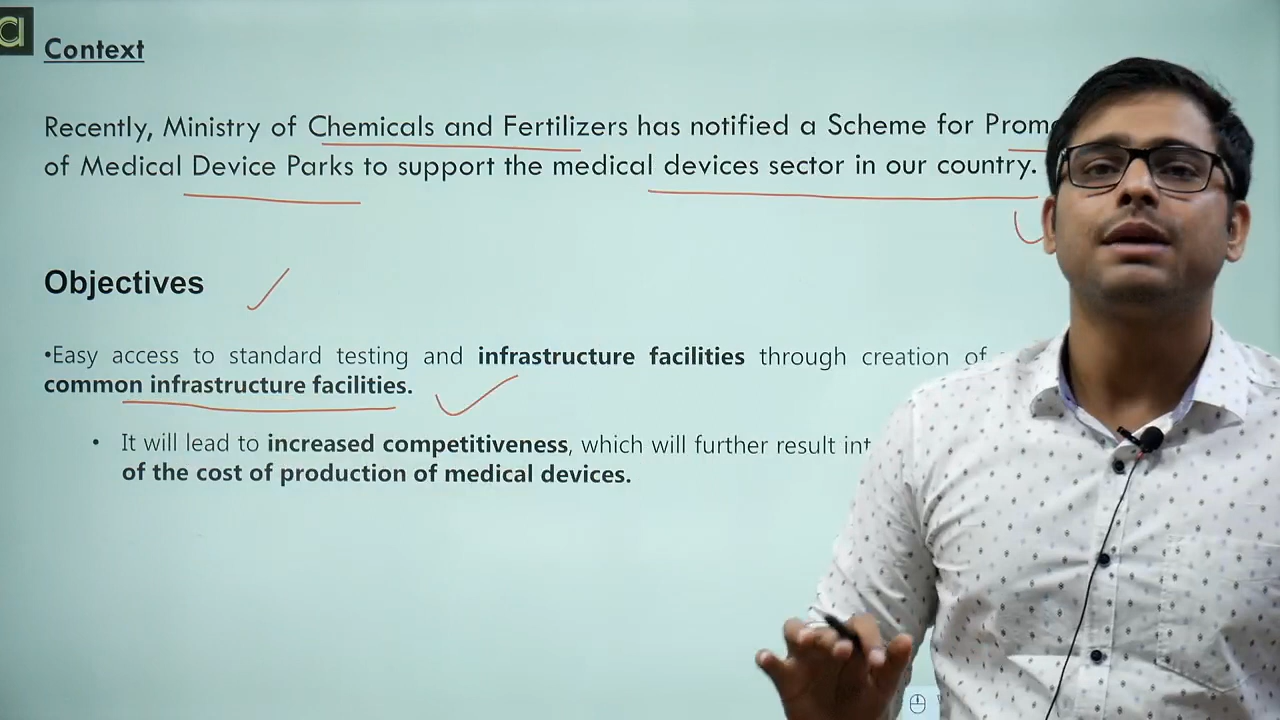 a
Context
Recently, Ministry of Chemicals and Fertilizers has notified a Scheme for Prom
of Medical Device Parks to support the medical devices sector in our country.
Objectives
•Easy access to standard testing and infrastructure facilities through creation of
common infrastructure facilities.
• It will lead to increased competitiveness, which will further result int
of the cost of production of medical devices.